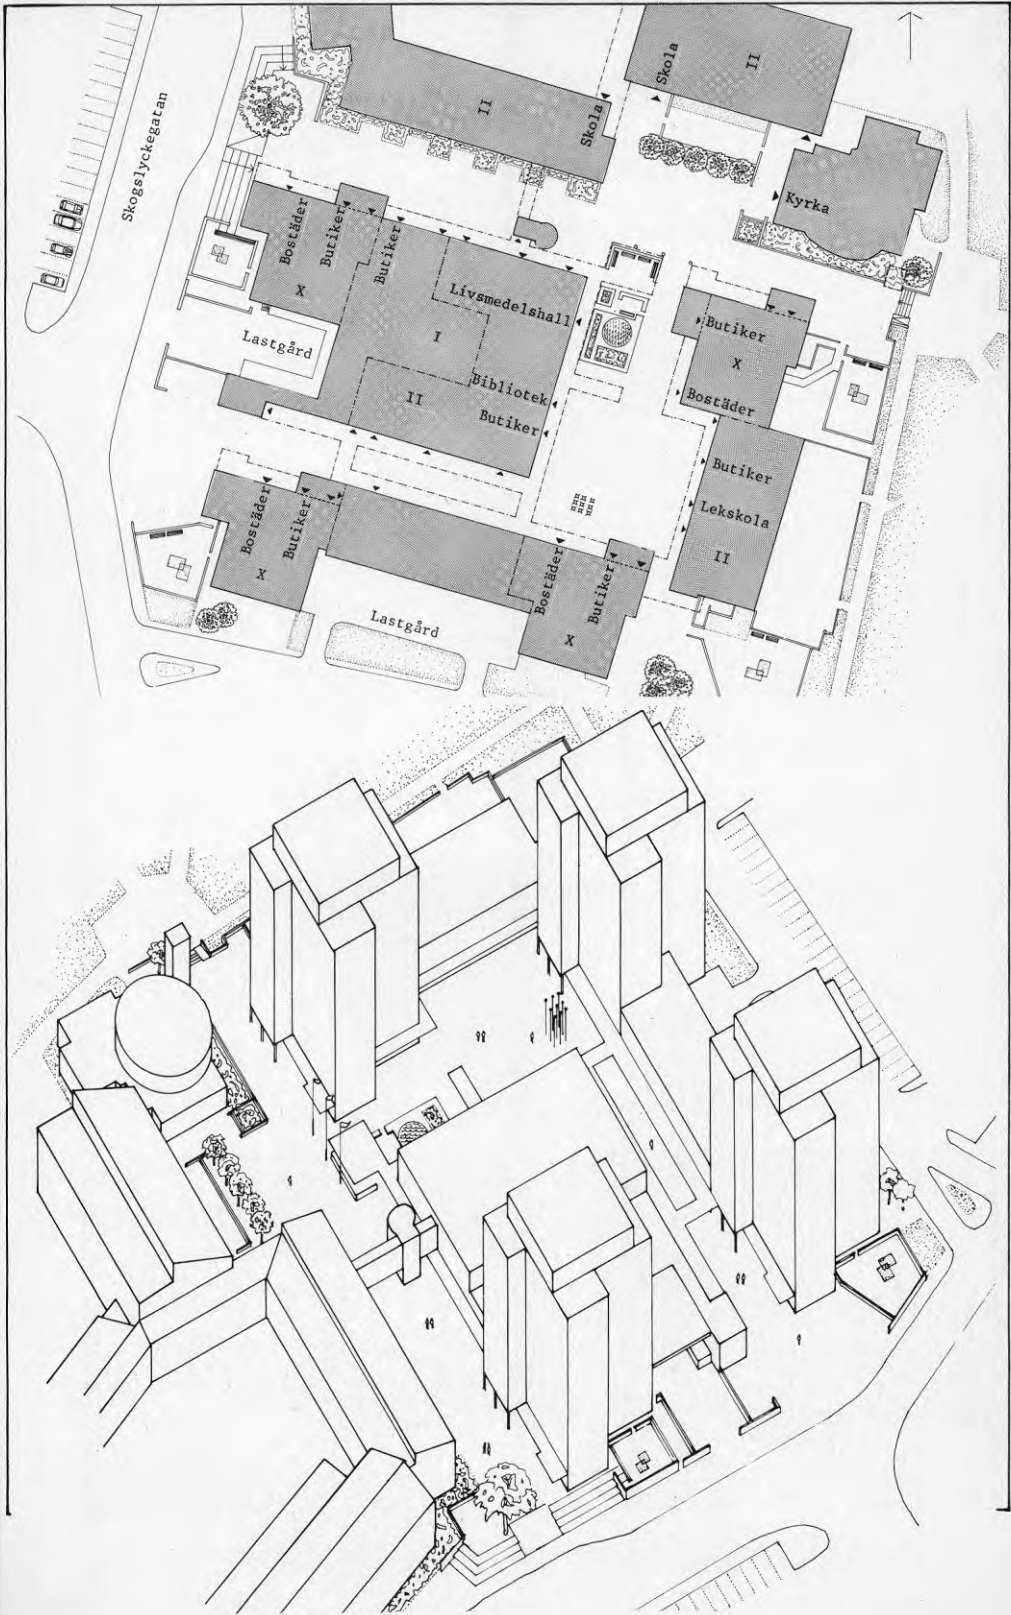 Skogslyckegatan
II
Skola
Skola
II
Kyrka
Bostäder
Butiker
Butiker
X
Livsmedelshall
I
Lastgård
Bibliotek
II
Butiker
Butiker
X
Bostäder
Butiker
Lekskola
II
Bostäder
Butiker
X
Bostäder
Butiker
X
Lastgård